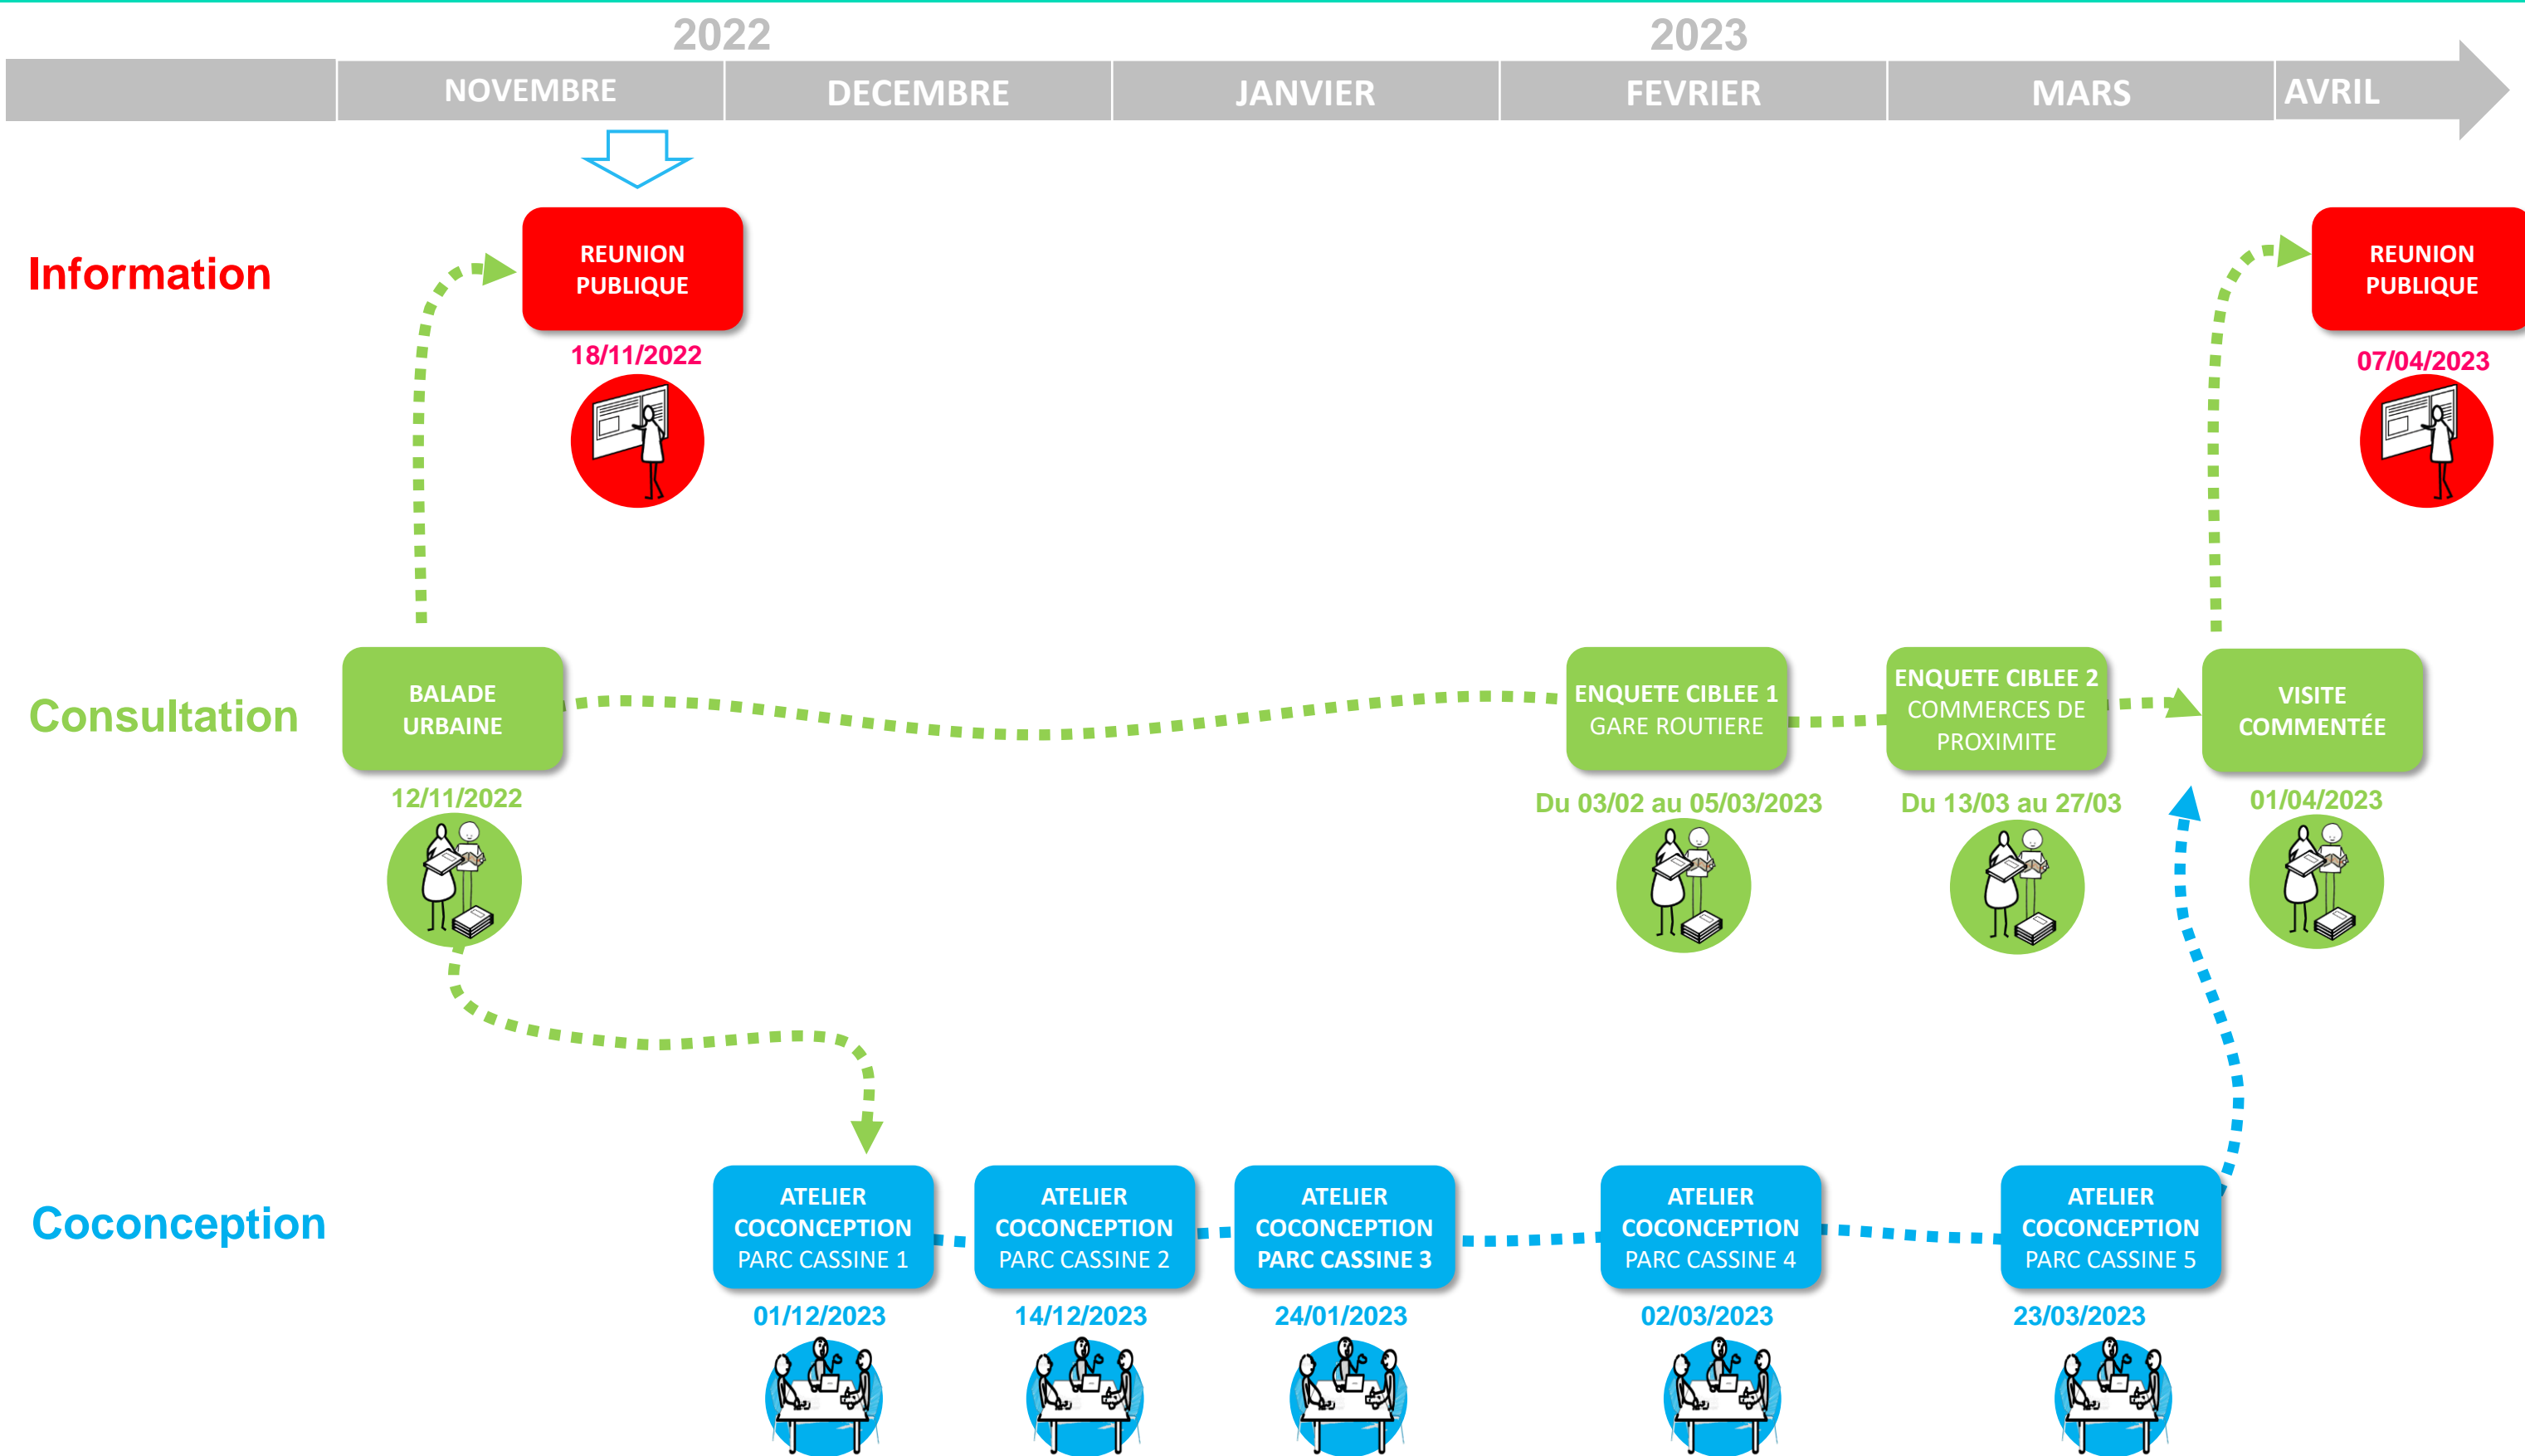 2022
2023
NOVEMBRE
DECEMBRE
JANVIER
FEVRIER
MARS
AVRIL
Information
REUNION
PUBLIQUE
18/11/2022
REUNION
PUBLIQUE
07/04/2023
Consultation
BALADE
URBAINE
12/11/2022
ENQUETE CIBLEE 1
GARE ROUTIERE
Du 03/02 au 05/03/2023
ENQUETE CIBLEE 2
COMMERCES DE
PROXIMITE
Du 13/03 au 27/03
VISITE
COMMENTÉE
01/04/2023
Coconception
ATELIER
COCONCEPTION
PARC CASSINE 1
01/12/2023
ATELIER
COCONCEPTION
PARC CASSINE 2
14/12/2023
ATELIER
COCONCEPTION
PARC CASSINE 3
24/01/2023
ATELIER
COCONCEPTION
PARC CASSINE 4
02/03/2023
ATELIER
COCONCEPTION
PARC CASSINE 5
23/03/2023